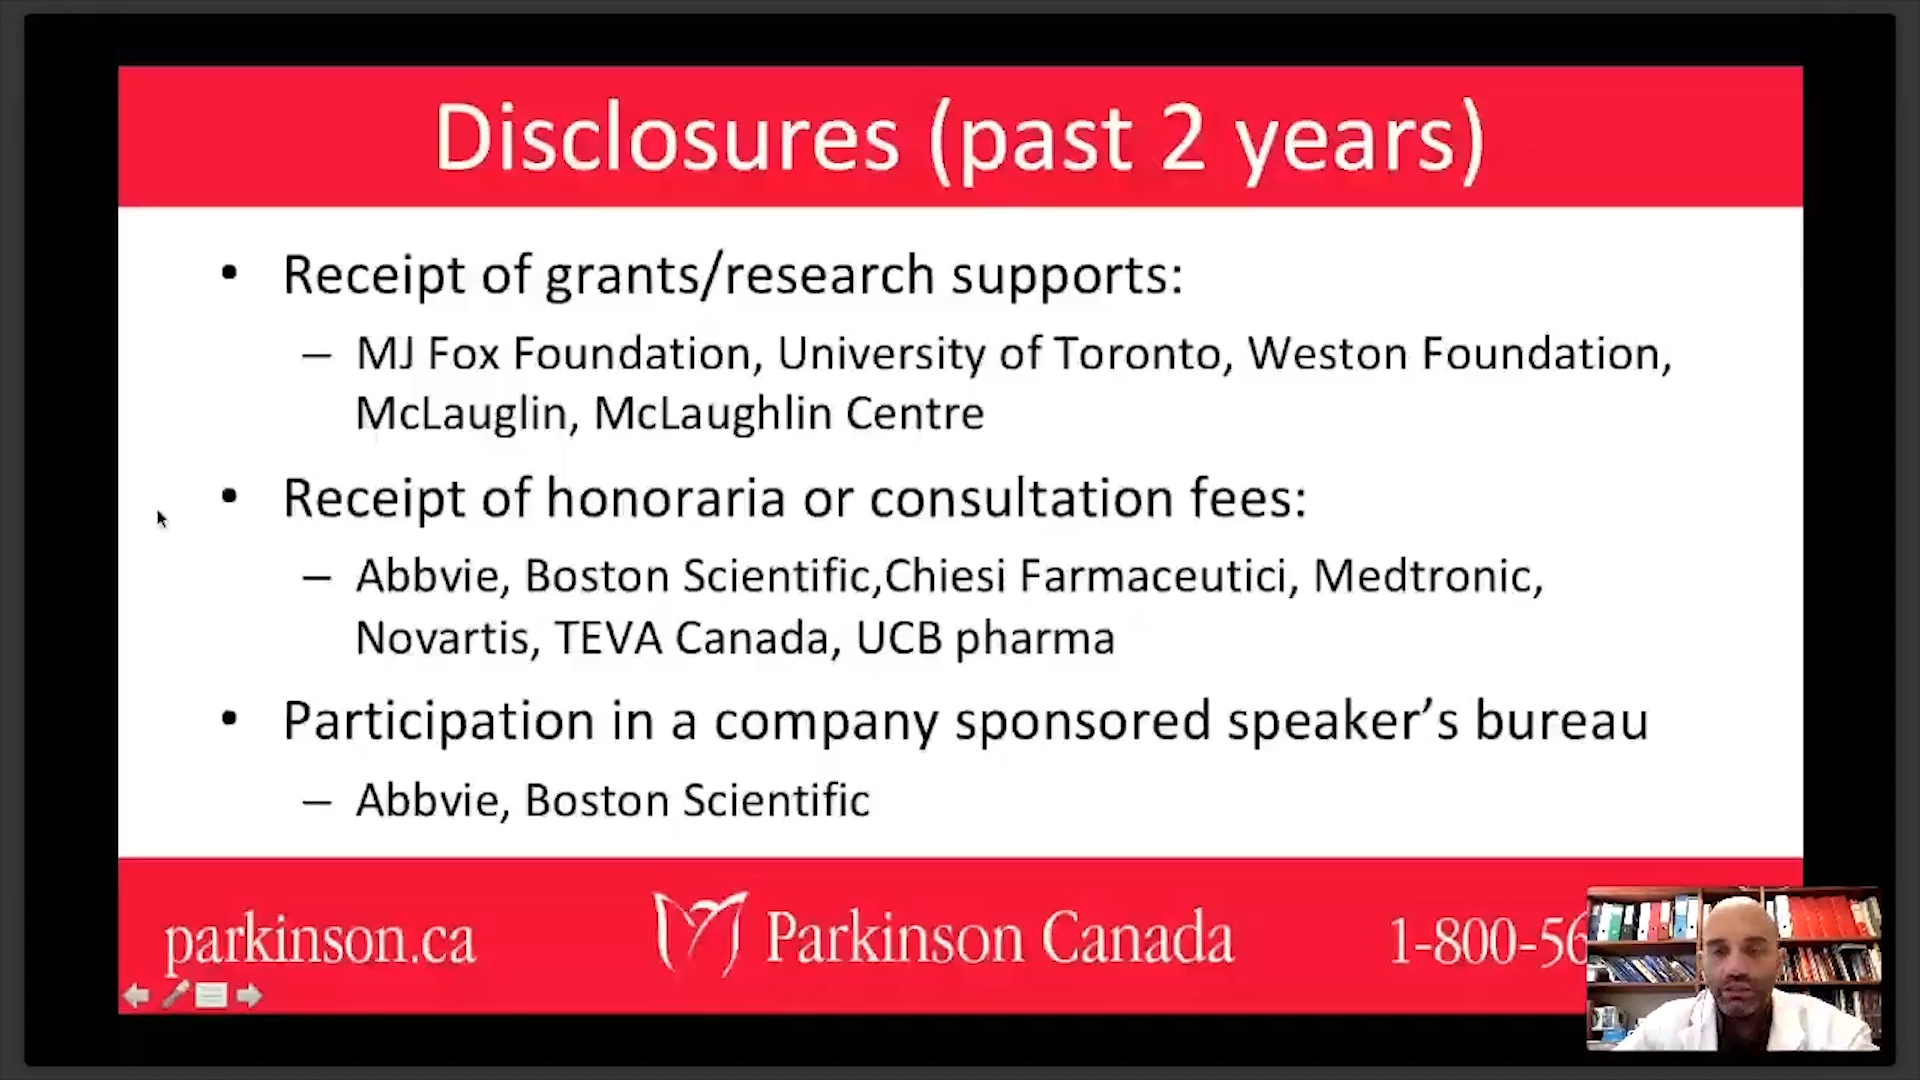 Disclosures (past 2 years)
• Receipt of grants/research supports:
– MJ Fox Foundation, University of Toronto, Weston Foundation,
McLauglin, McLaughlin Centre
• Receipt of honoraria or consultation fees:
– Abbvie, Boston Scientific,Chiesi Farmaceutici, Medtronic,
Novartis, TEVA Canada, UCB pharma
• Participation in a company sponsored speaker’s bureau
– Abbvie, Boston Scientific
parkinson.ca
Parkinson Canada
1-800-56